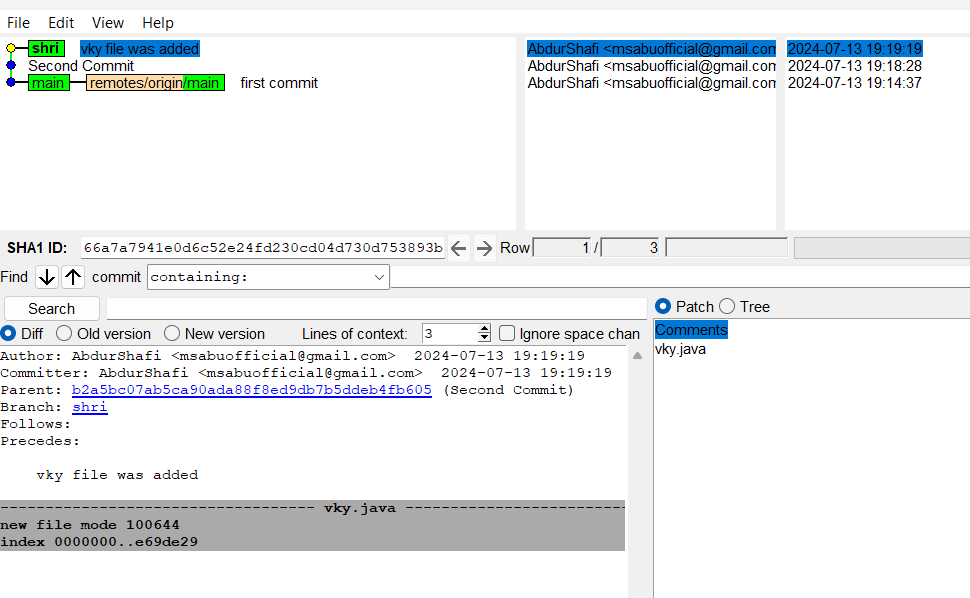 File Edit View Help
shri vky file was added AbdurShafi <msabuofficial@gmail.com 2024-07-13 19:19:19
Second Commit AbdurShafi <msabuofficial@gmail.com 2024-07-13 19:18:28
main remotes/origin/main first commit AbdurShafi <msabuofficial@gmail.com 2024-07-13 19:14:37
SHA1 ID: 66a7a7941e0d6c52e24fd230cd04d730d753893b Row 1 / 3
Find commit containing:
Search
Patch Tree
Diff Old version New version Lines of context: 3 Ignore space chan
Comments
vky.java
Author: AbdurShafi <msabuofficial@gmail.com> 2024-07-13 19:19:19
Committer: AbdurShafi <msabuofficial@gmail.com> 2024-07-13 19:19:19
Parent: b2a5bc07ab5ca90ada88f8ed9db7b5ddeb4fb605 (Second Commit)
Branch: shri
Follows:
Precedes:
vky file was added
----------------------------------- vky.java ------------------------
new file mode 100644
index 0000000..e69de29